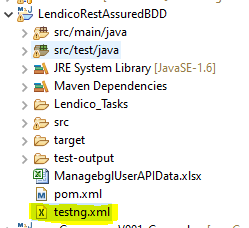 LendicoRestAssuredBDD
src/main/java
src/test/java
JRE System Library [JavaSE-1.6]
Maven Dependencies
Lendico_Tasks
src
target
test-output
ManagebglUserAPIData.xlsx
pom.xml
testng.xml